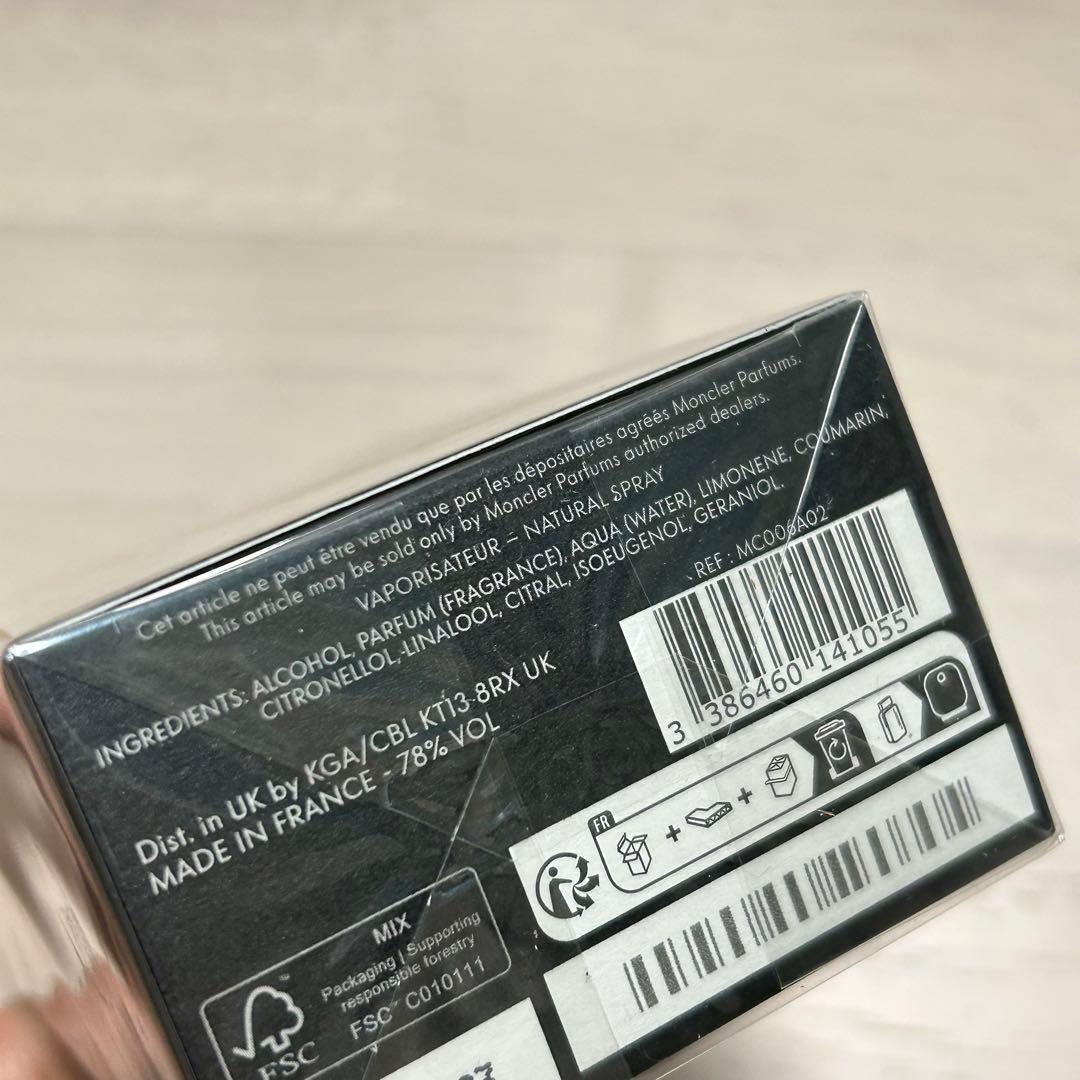 Cet article ne peut être vendu que par les dépositaires agréés Moncler Parfums.
This article may be sold only by Moncler Parfums authorized dealers.
VAPORISATEUR – NATURAL SPRAY
INGREDIENTS: ALCOHOL, PARFUM (FRAGRANCE), AQUA (WATER), LIMONENE, COUMARIN,
CITRONELLOL, LINALOOL, CITRAL, ISOEUGENOL, GERANIOL.
REF : MC006A02
3 386460 141055
Dist. in UK by KGA/CBL KT13-8RX UK
MADE IN FRANCE - 78% VOL
FR
MIX
Packaging | Supporting
responsible forestry
FSC® C010111
FSC